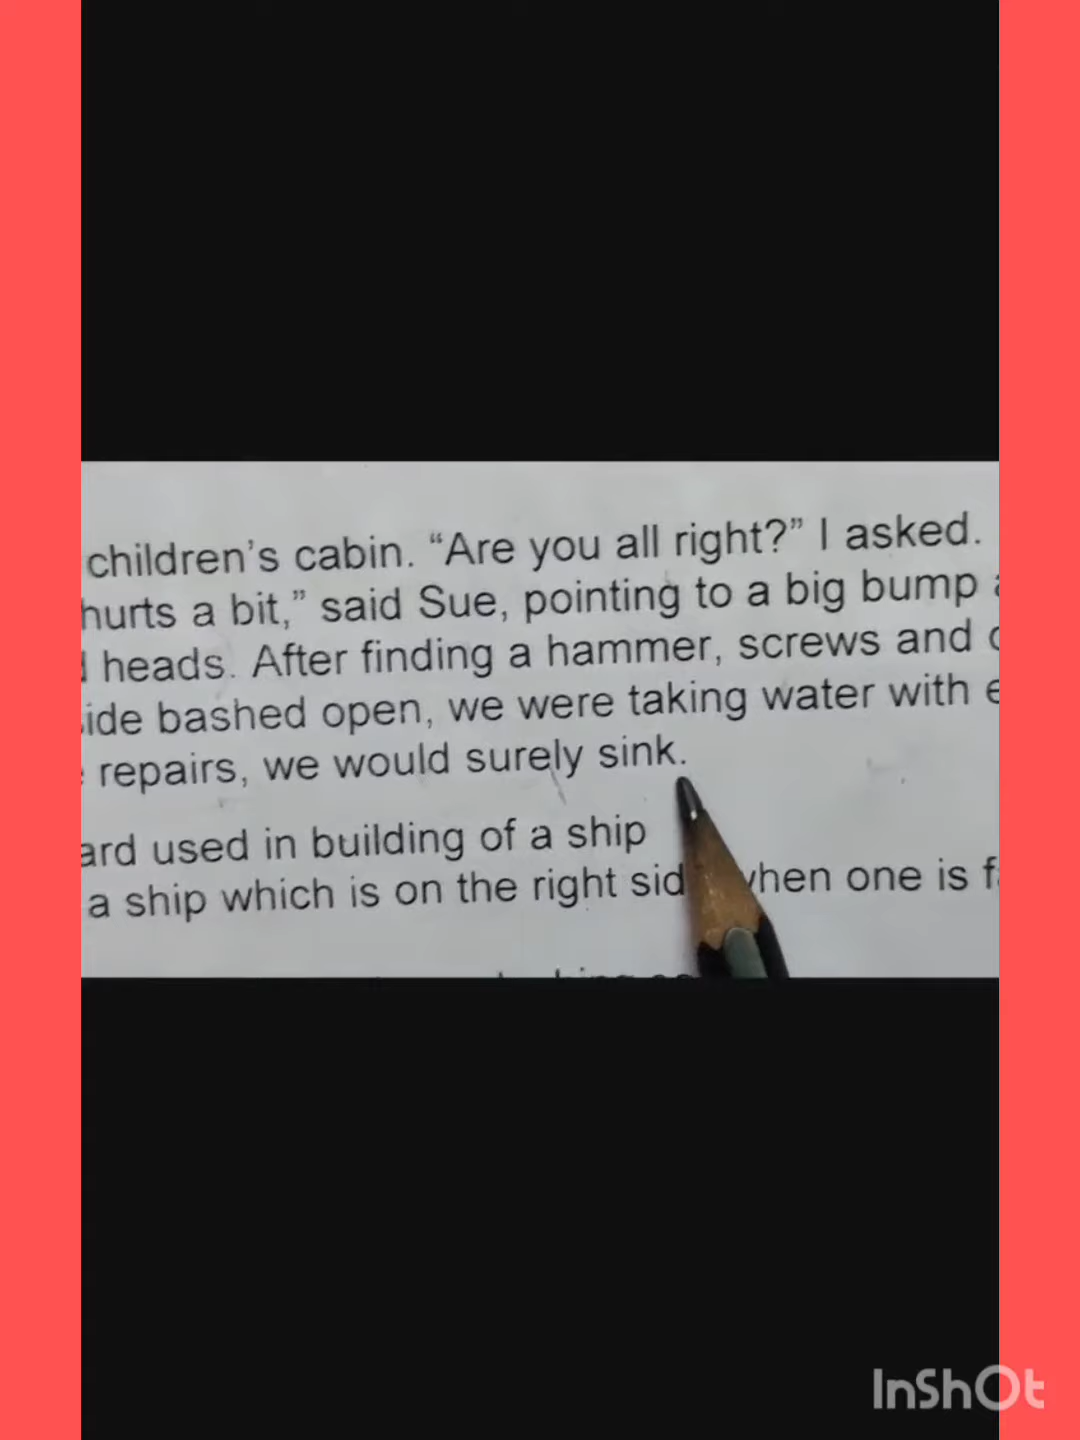 children's cabin. “Are you all right?” I asked.
hurts a bit,” said Sue, pointing to a big bump
heads. After finding a hammer, screws and
bashed open, we were taking water with
repairs, we would surely sink.
used in building of a ship
a ship which is on the right when one is
InShOt